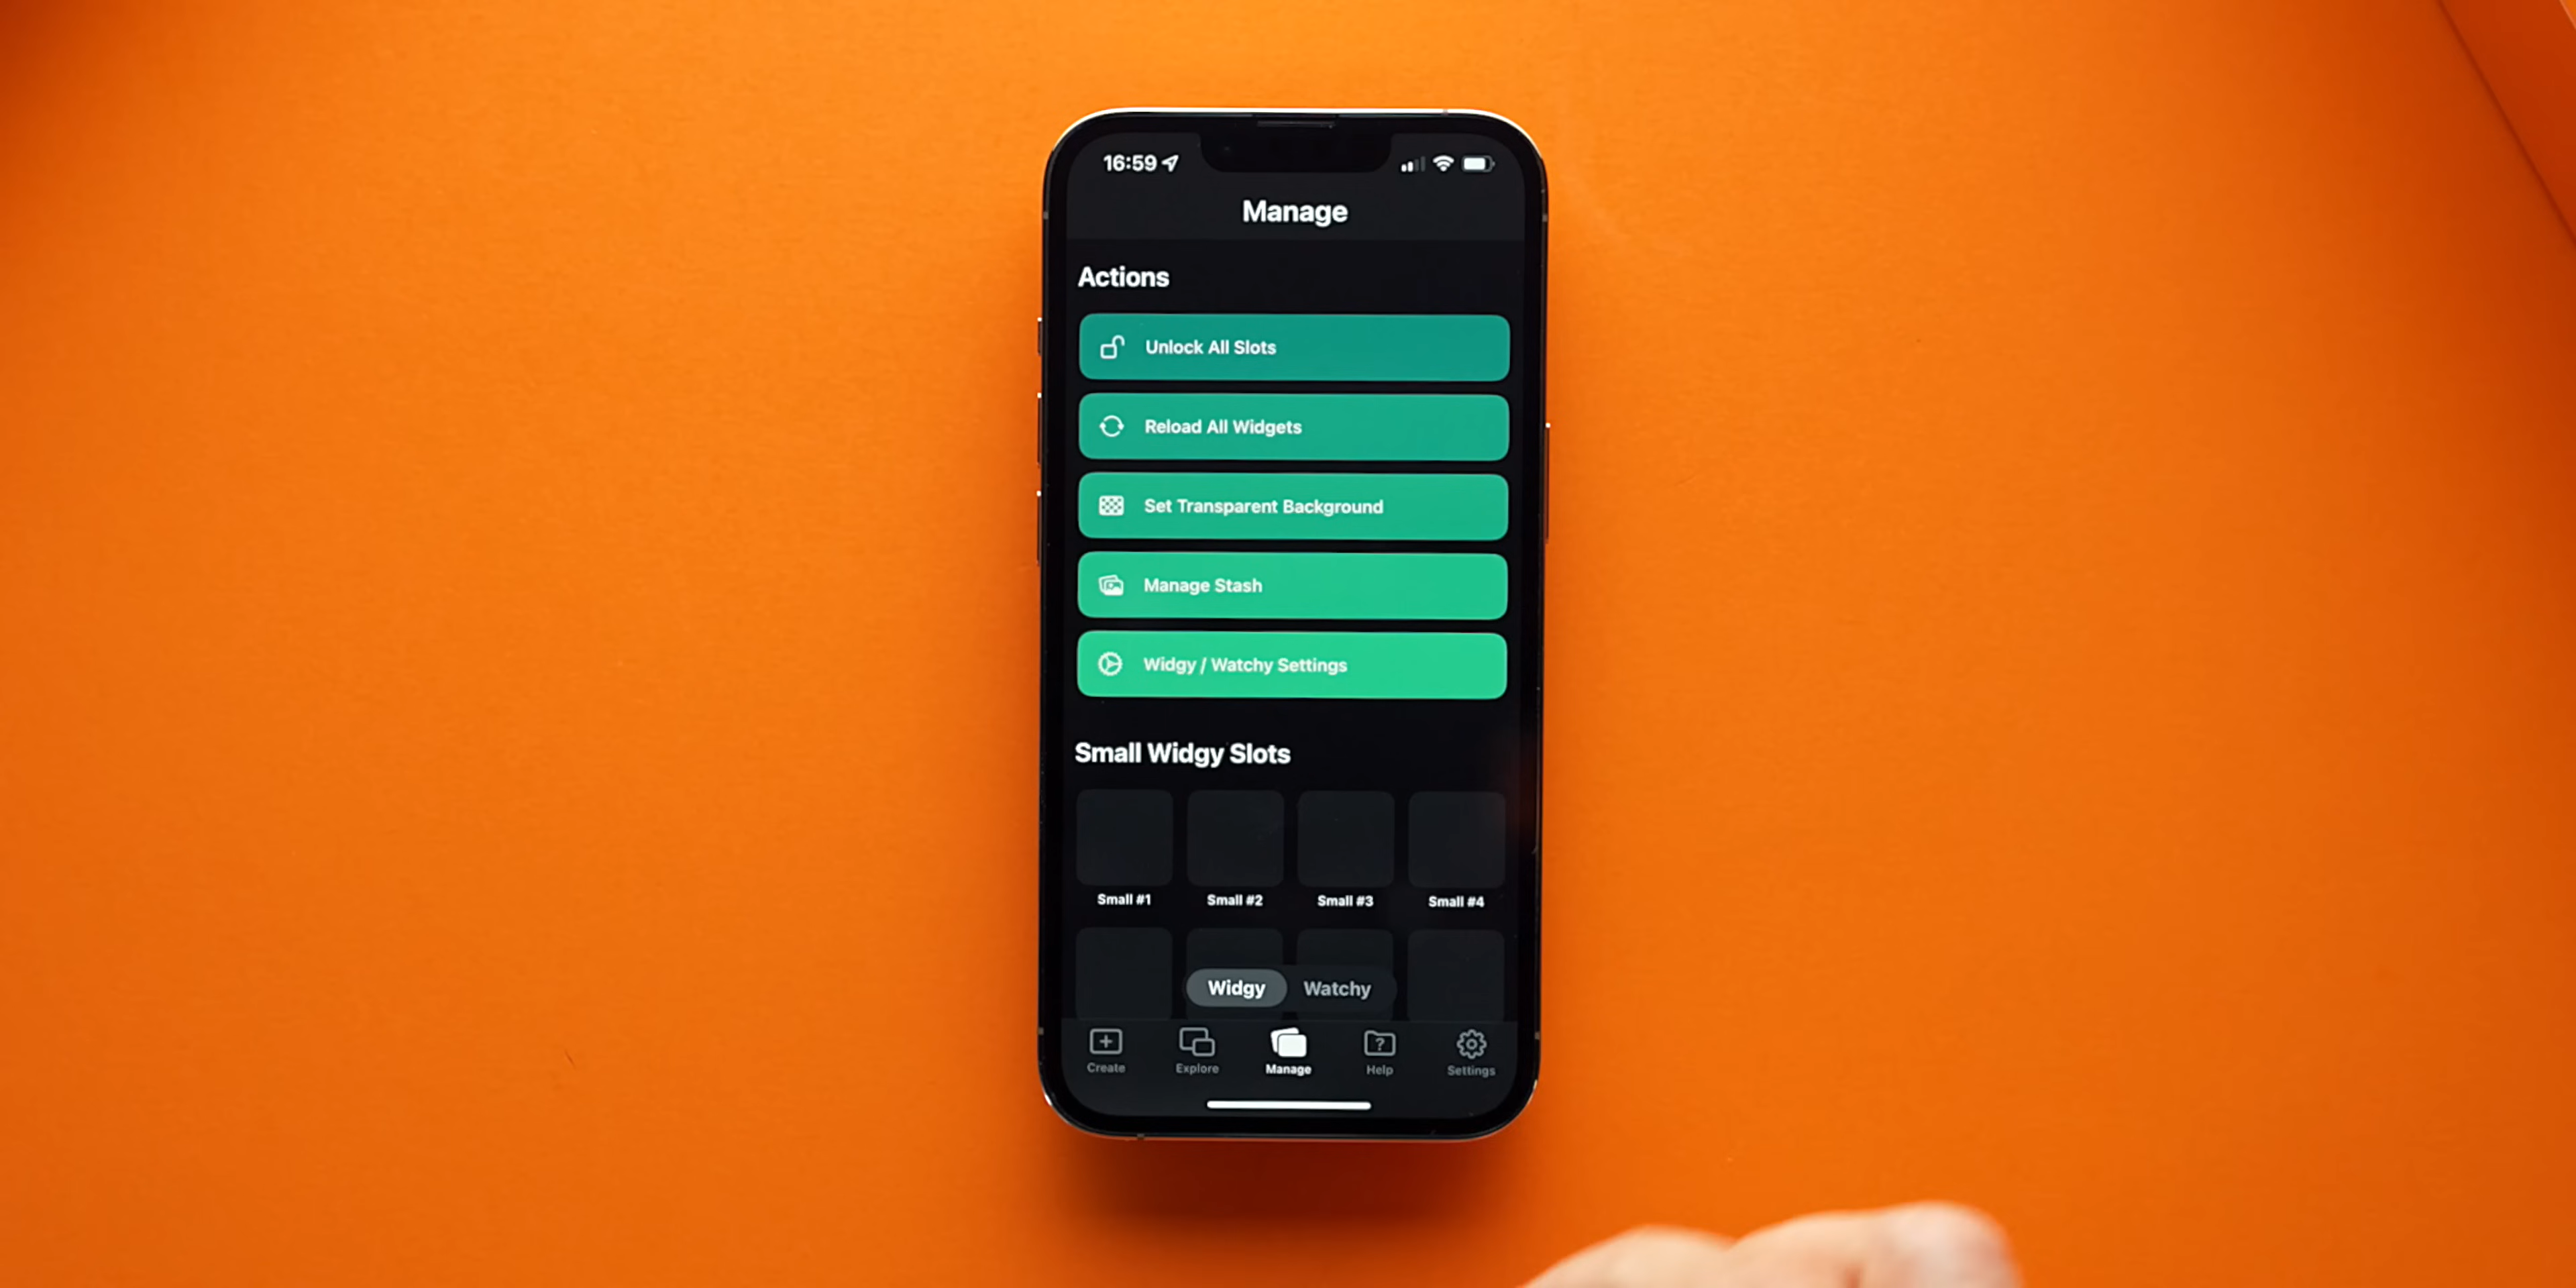 16:59
Manage
Actions
Unlock All Slots
Reload All Widgets
Set Transparent Background
Manage Stash
Widgy / Watchy Settings
Small Widgy Slots
Small #1 Small #2 Small #3 Small #4
Widgy Watchy
Create Explore Manage Help Settings